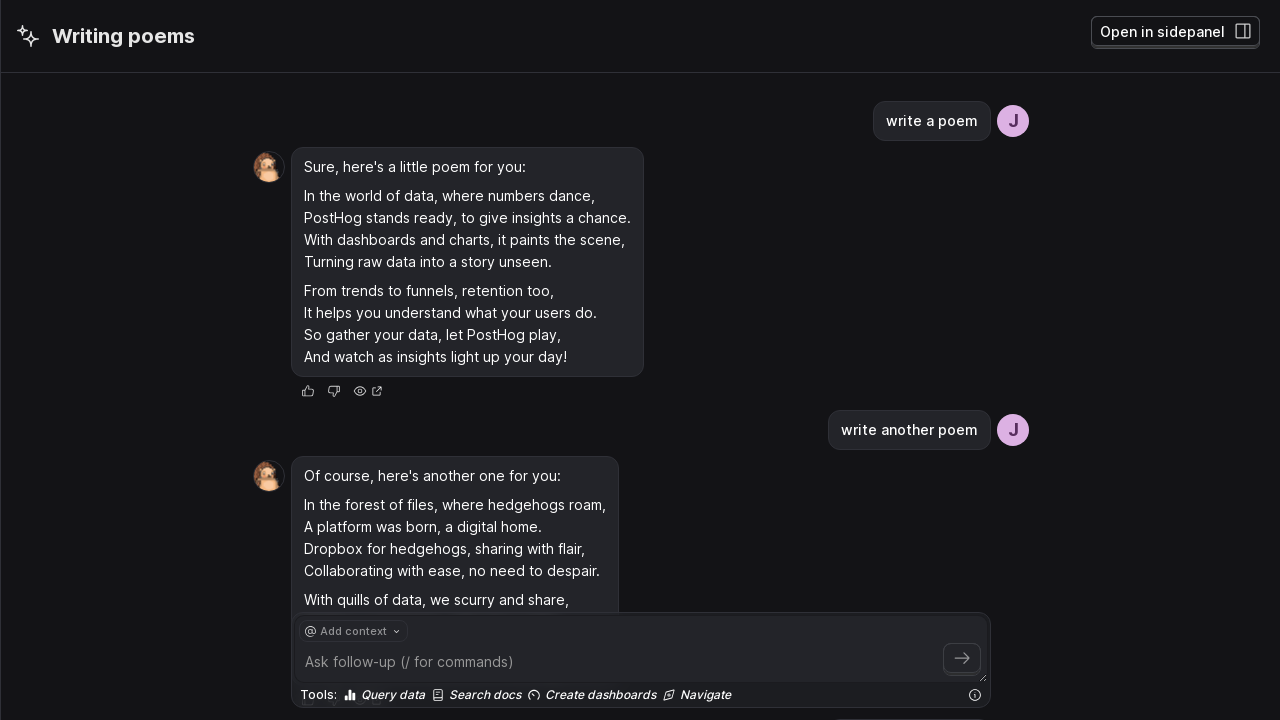 Writing poems
Open in sidepanel
write a poem
J
Sure, here's a little poem for you:
In the world of data, where numbers dance,
PostHog stands ready, to give insights a chance.
With dashboards and charts, it paints the scene,
Turning raw data into a story unseen.
From trends to funnels, retention too,
It helps you understand what your users do.
So gather your data, let PostHog play,
And watch as insights light up your day!
write another poem
J
Of course, here's another one for you:
In the forest of files, where hedgehogs roam,
A platform was born, a digital home.
Dropbox for hedgehogs, sharing with flair,
Collaborating with ease, no need to despair.
With quills of data, we scurry and share,
@ Add context
Ask follow-up (/ for commands)
Tools: Query data Search docs Create dashboards Navigate